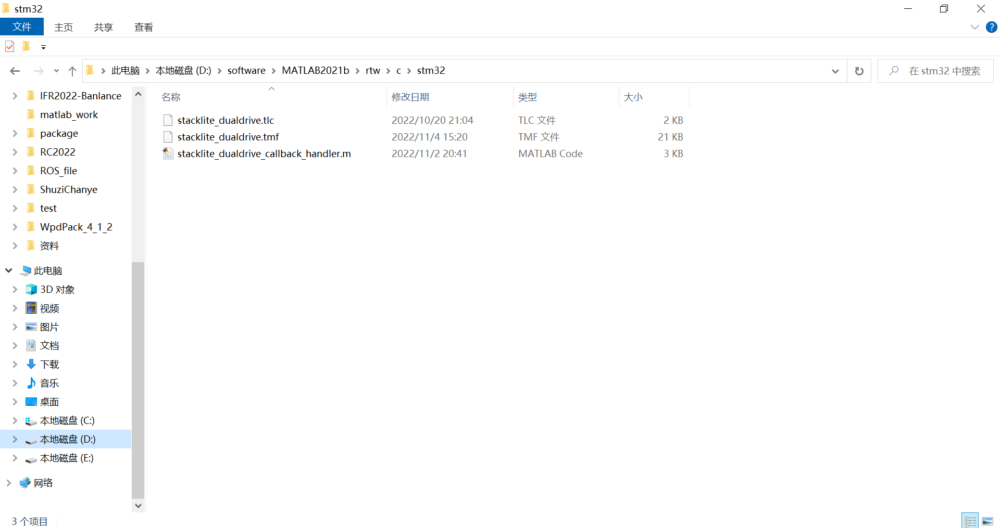 stm32
文件 主页 共享 查看
此电脑 本地磁盘 (D:) software MATLAB2021b rtw c stm32
在 stm32 中搜索
IFR2022-Banlance
matlab_work
package
RC2022
ROS_file
ShuziChanye
test
WpdPack_4_1_2
资料
此电脑
3D 对象
视频
图片
文档
下载
音乐
桌面
本地磁盘 (C:)
本地磁盘 (D:)
本地磁盘 (E:)
网络
名称 修改日期 类型 大小
stacklite_dualdrive.tlc 2022/10/20 21:04 TLC 文件 2 KB
stacklite_dualdrive.tmf 2022/11/4 15:20 TMF 文件 21 KB
stacklite_dualdrive_callback_handler.m 2022/11/2 20:41 MATLAB Code 3 KB
3 个项目